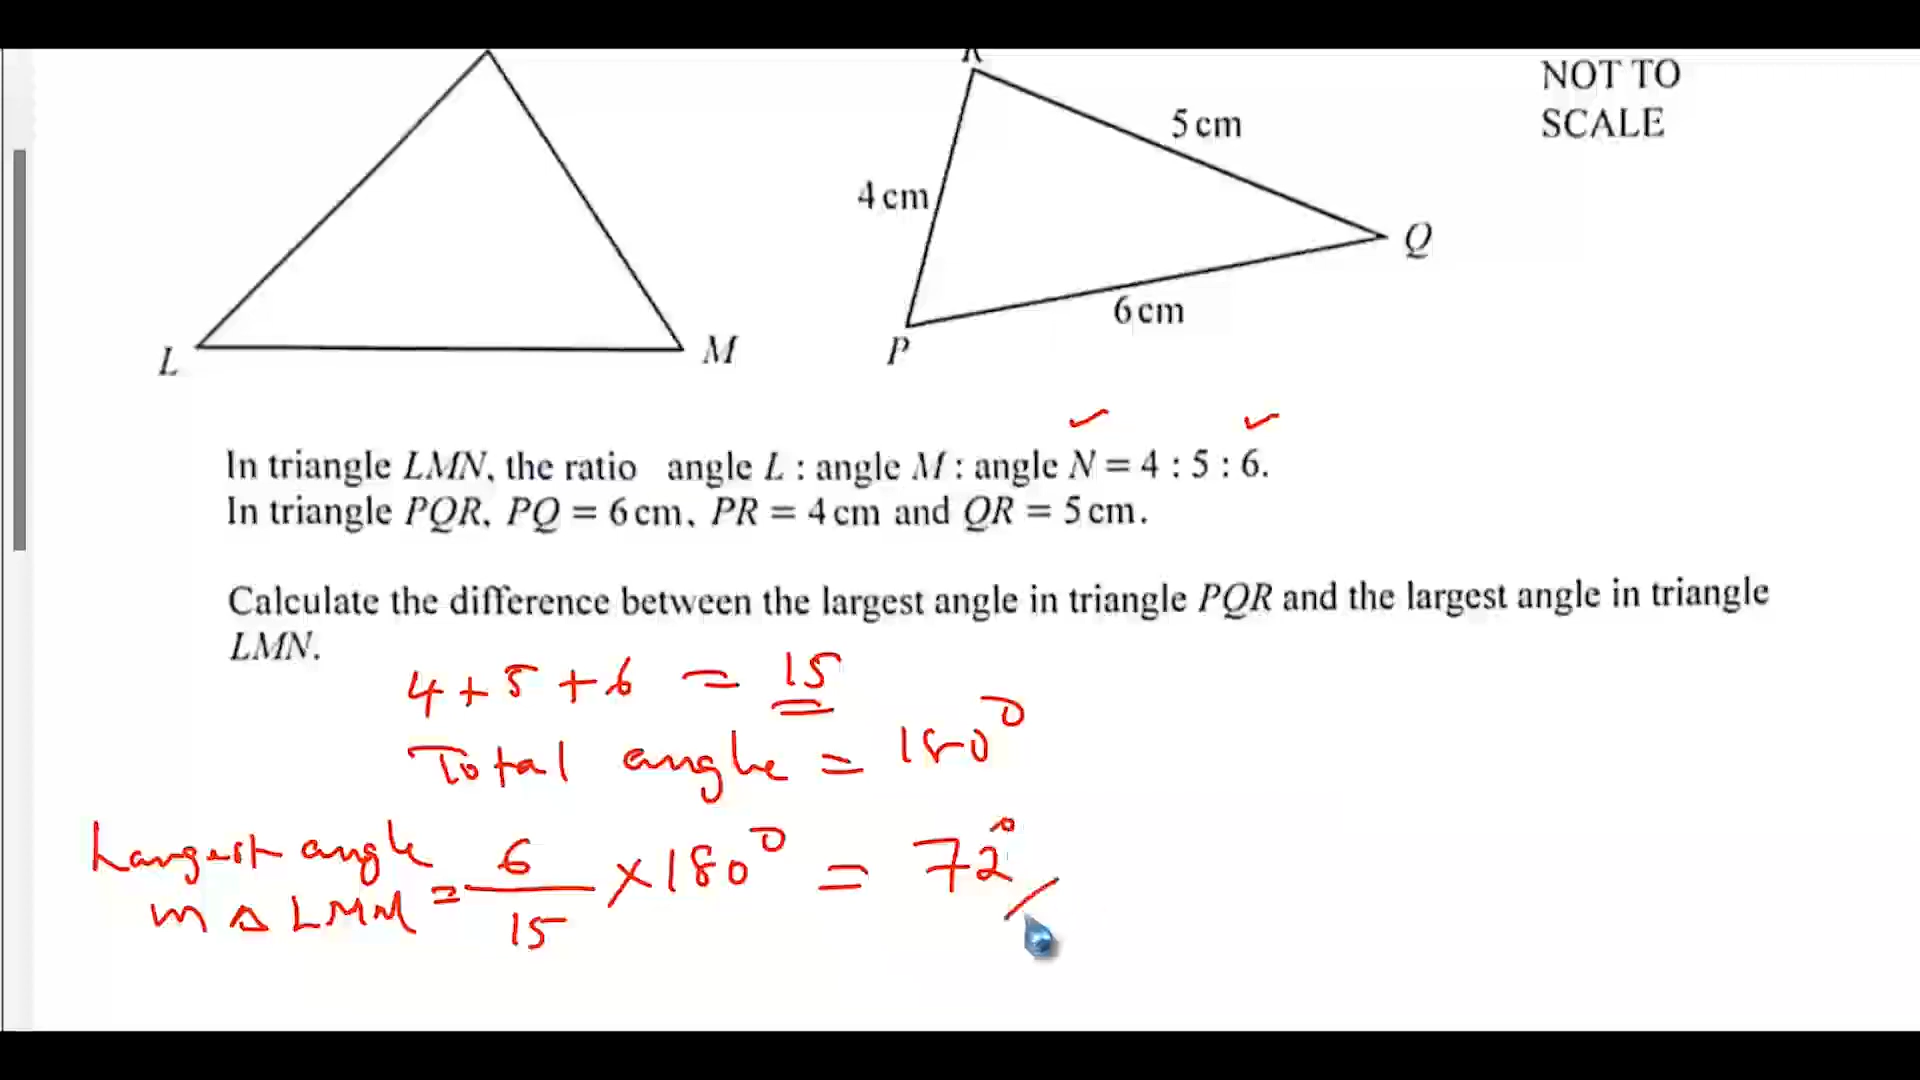 NOT TO
SCALE
5 cm
4 cm
Q
6 cm
L
M
P
In triangle LMN, the ratio angle L : angle M : angle N = 4 : 5 : 6.
In triangle PQR, PQ = 6 cm, PR = 4 cm and QR = 5 cm.
Calculate the difference between the largest angle in triangle PQR and the largest angle in triangle
LMN.
4 + 5 + 6 = 15
Total angle = 180°
Largest angle
in Δ LMN = 6/15 × 180° = 72°